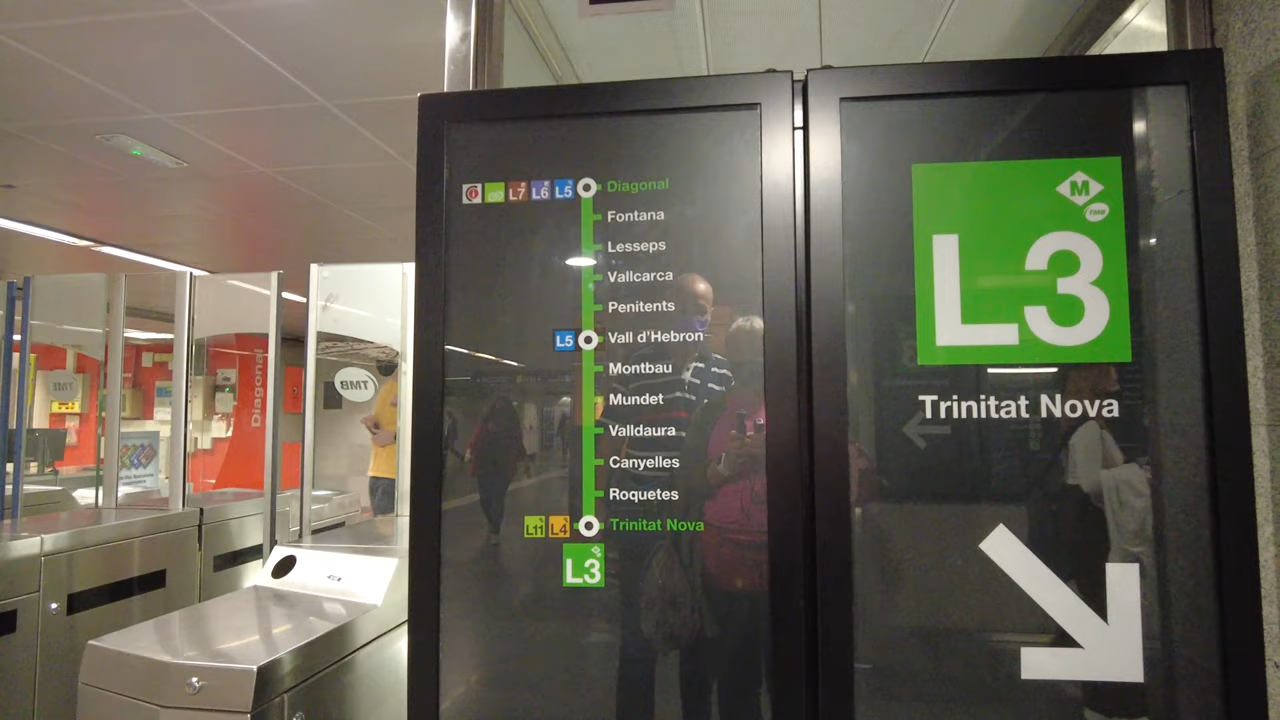 L7 L6 L5 Diagonal
Fontana
Lesseps
Vallcarca
Penitents
L5 Vall d'Hebron
Montbau
Mundet
Valldaura
Canyelles
Roquetes
L11 L4 Trinitat Nova
L3
M
TMB
L3
Trinitat Nova
Diagonal
TMB
TMB